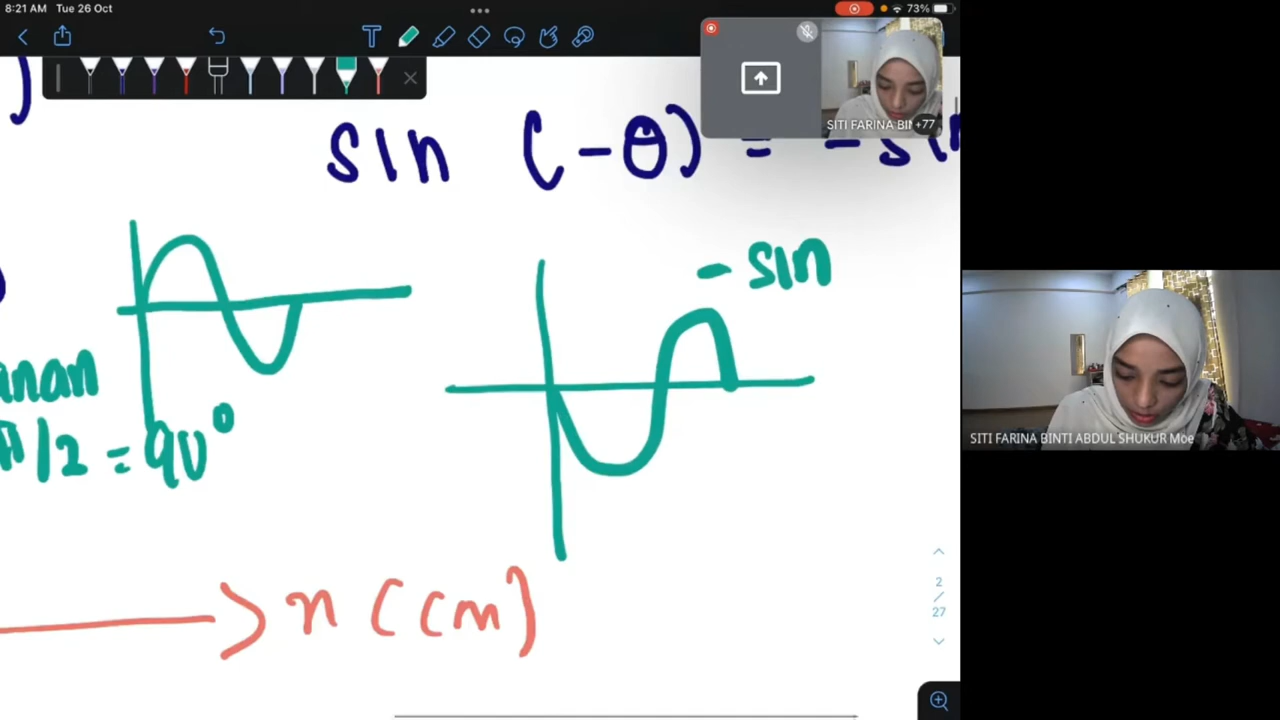 8:21 AM Tue 26 Oct
73%
sin (-θ) = -sin
SITI FARINA BIN
+77
- sin
anan
π/2 = 90°
x (cm)
SITI FARINA BINTI ABDUL SHUKUR Moe
2
/
27